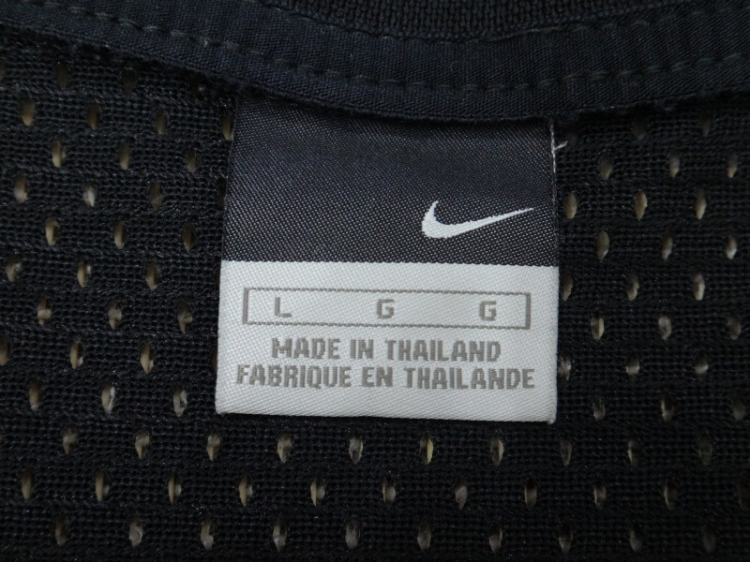 L G G
MADE IN THAILAND
FABRIQUE EN THAILANDE